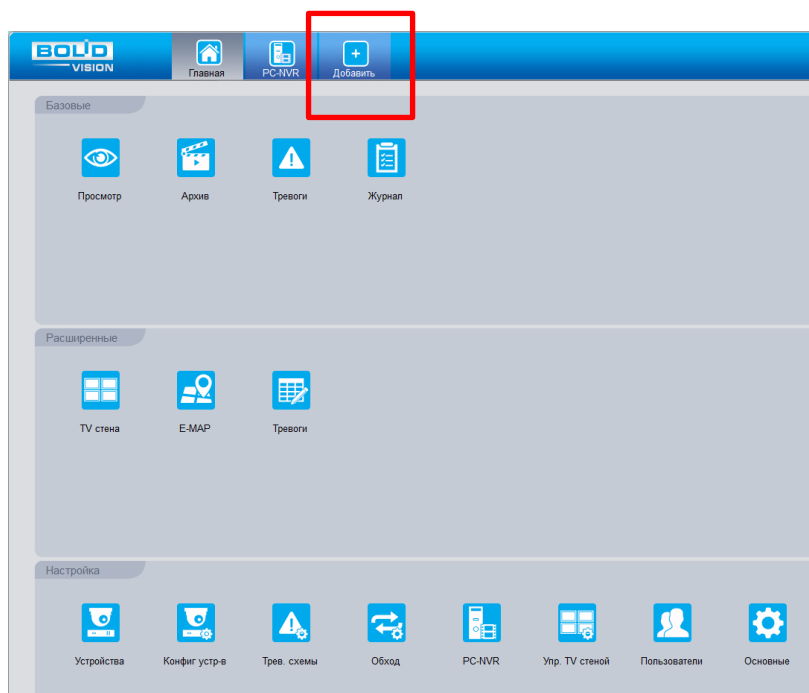 BOLID
VISION
Главная
PC-NVR
Добавить
Базовые
Просмотр
Архив
Тревоги
Журнал
Расширенные
TV стена
E-MAP
Тревоги
Настройка
Устройства
Конфиг устр-в
Трев. схемы
Обход
PC-NVR
Упр. TV стеной
Пользователи
Основные